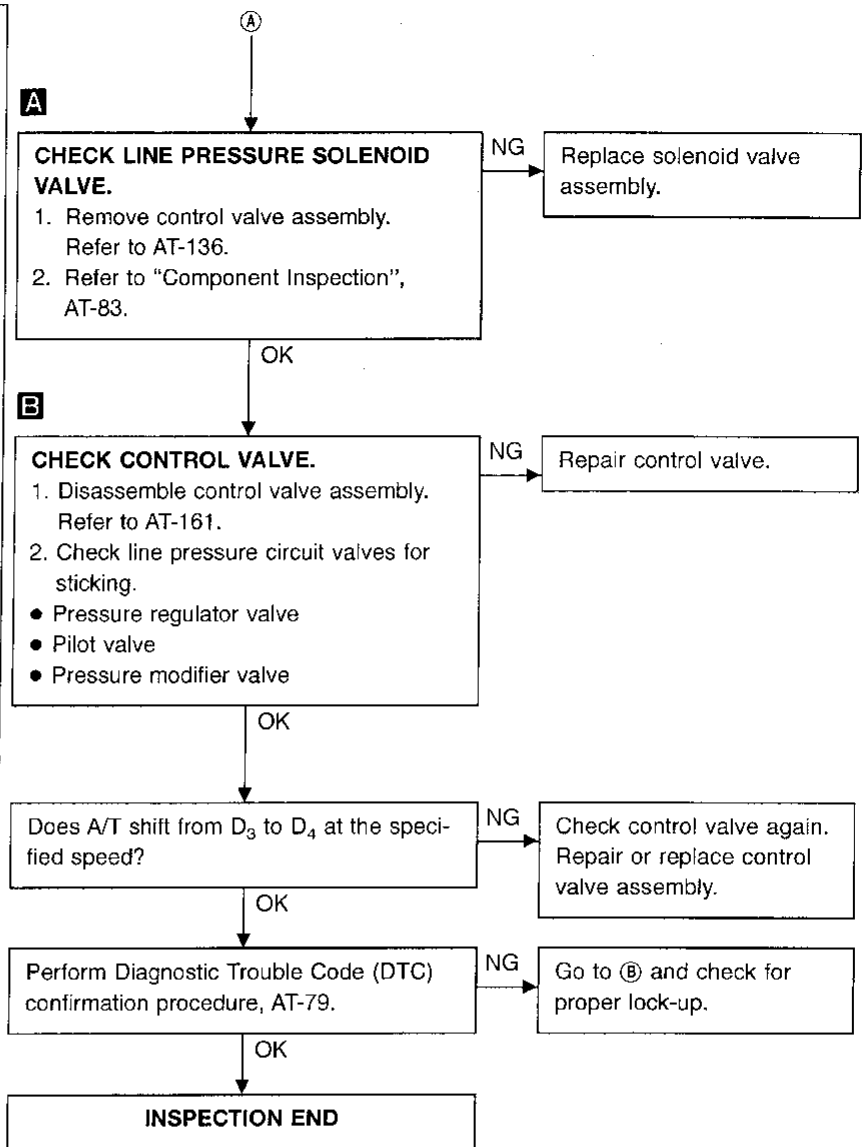 Ⓐ
A
CHECK LINE PRESSURE SOLENOID
VALVE.
1. Remove control valve assembly.
Refer to AT-136.
2. Refer to “Component Inspection”,
AT-83.
NG
Replace solenoid valve
assembly.
OK
B
CHECK CONTROL VALVE.
1. Disassemble control valve assembly.
Refer to AT-161.
2. Check line pressure circuit valves for
sticking.
● Pressure regulator valve
● Pilot valve
● Pressure modifier valve
NG
Repair control valve.
OK
Does A/T shift from D₃ to D₄ at the speci-
fied speed?
NG
Check control valve again.
Repair or replace control
valve assembly.
OK
Perform Diagnostic Trouble Code (DTC)
confirmation procedure, AT-79.
NG
Go to Ⓑ and check for
proper lock-up.
OK
INSPECTION END